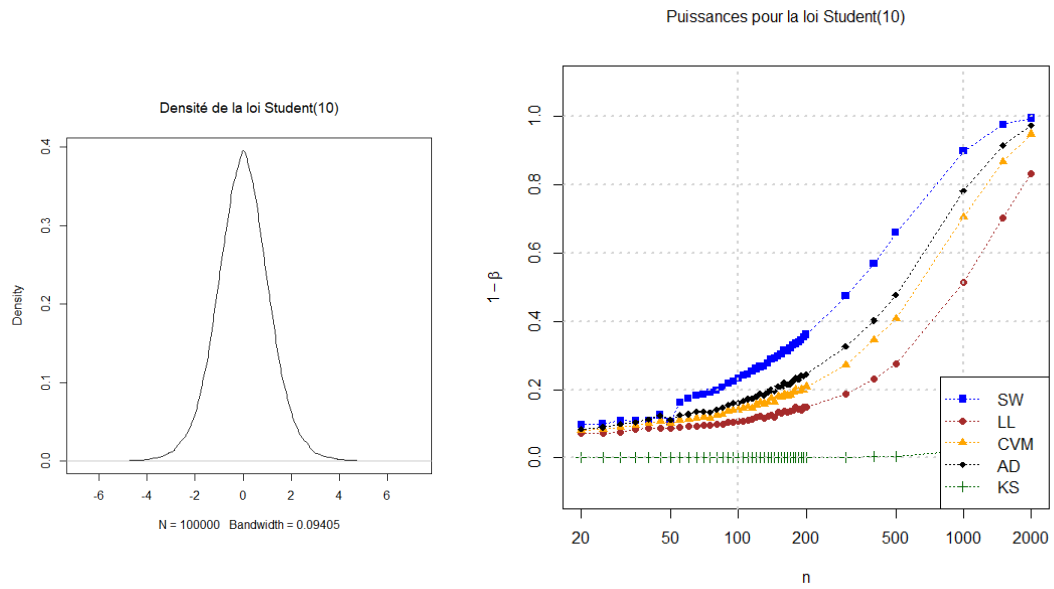 Puissances pour la loi Student(10)
Densité de la loi Student(10)
Density
0.0
0.1
0.2
0.3
0.4
-6 -4 -2 0 2 4 6
N = 100000 Bandwidth = 0.09405
1 − β
0.0
0.2
0.4
0.6
0.8
1.0
SW
LL
CVM
AD
KS
20 50 100 200 500 1000 2000
n